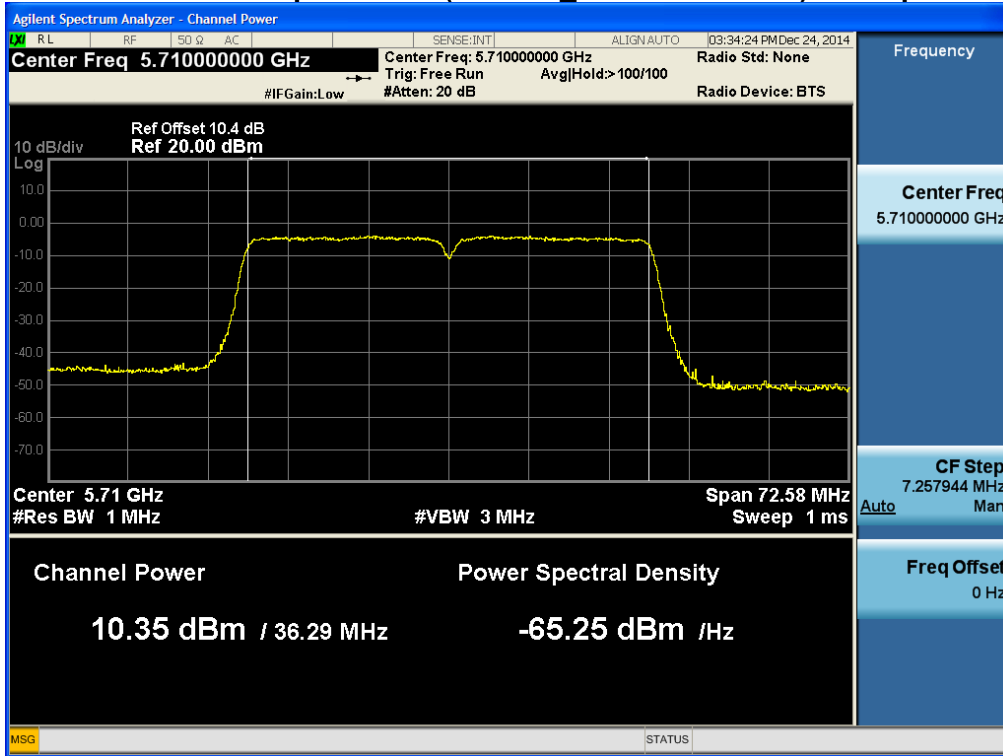 Agilent Spectrum Analyzer - Channel Power
LXI RL RF 50 Ω AC SENSE:INT ALIGN AUTO 03:34:24 PM Dec 24, 2014
Center Freq 5.710000000 GHz
Center Freq: 5.710000000 GHz Radio Std: None
Trig: Free Run Avg|Hold:> 100/100
#IFGain:Low #Atten: 20 dB Radio Device: BTS
Ref Offset 10.4 dB
10 dB/div Ref 20.00 dBm
Log
10.0
0.00
-10.0
-20.0
-30.0
-40.0
-50.0
-60.0
-70.0
Center 5.71 GHz Span 72.58 MHz
#Res BW 1 MHz #VBW 3 MHz Sweep 1 ms
Channel Power Power Spectral Density
10.35 dBm / 36.29 MHz -65.25 dBm /Hz
Frequency
Center Freq
5.710000000 GHz
CF Step
7.257944 MHz
Auto Man
Freq Offset
0 Hz
MSG STATUS